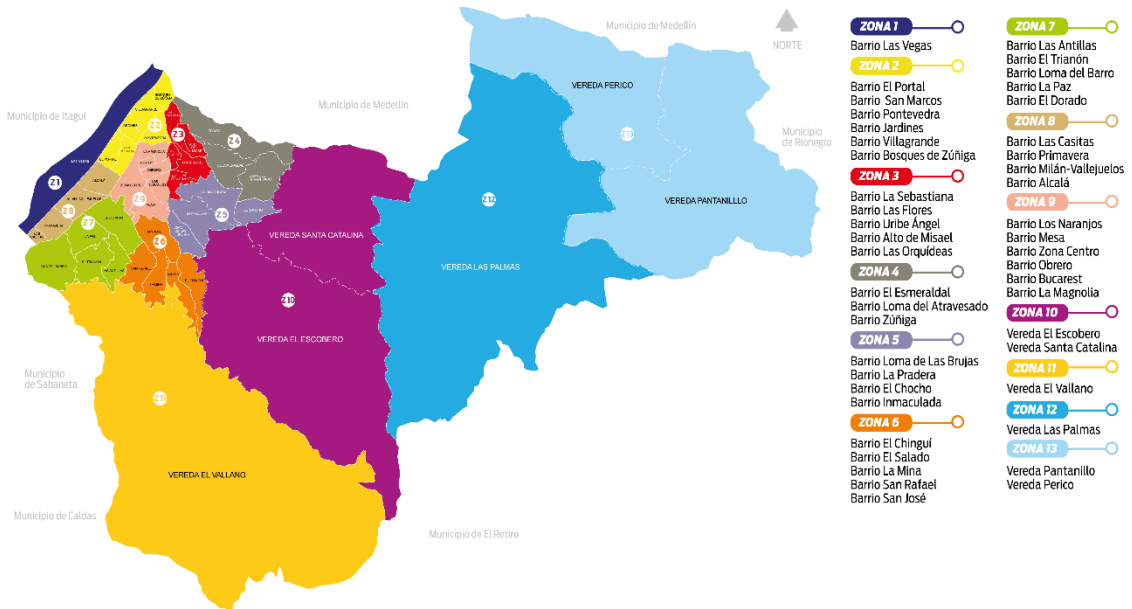 Municipio de Medellín
NORTE
Municipio de Itagui
Municipio de Medellín
Municipio de Rionegro
Municipio de Sabaneta
Municipio de Caldas
Municipio de El Retiro
VEREDA PERICO
VEREDA PANTANILLLO
VEREDA SANTA CATALINA
VEREDA LAS PALMAS
VEREDA EL ESCOBERO
VEREDA EL VALLANO
Z1
Z2
Z3
Z4
Z5
Z6
Z7
Z8
Z9
Z10
Z11
Z12
Z13
ZONA 1
Barrio Las Vegas
ZONA 2
Barrio El Portal
Barrio San Marcos
Barrio Pontevedra
Barrio Jardines
Barrio Villagrande
Barrio Bosques de Zúñiga
ZONA 3
Barrio La Sebastiana
Barrio Las Flores
Barrio Uribe Ángel
Barrio Alto de Misael
Barrio Las Orquídeas
ZONA 4
Barrio El Esmeraldal
Barrio Loma del Atravesado
Barrio Zúñiga
ZONA 5
Barrio Loma de Las Brujas
Barrio La Pradera
Barrio El Chocho
Barrio Inmaculada
ZONA 6
Barrio El Chinguí
Barrio El Salado
Barrio La Mina
Barrio San Rafael
Barrio San José
ZONA 7
Barrio Las Antillas
Barrio El Trianón
Barrio Loma del Barro
Barrio La Paz
Barrio El Dorado
ZONA 8
Barrio Las Casitas
Barrio Primavera
Barrio Milán-Vallejuelos
Barrio Alcalá
ZONA 9
Barrio Los Naranjos
Barrio Mesa
Barrio Zona Centro
Barrio Obrero
Barrio Bucarest
Barrio La Magnolia
ZONA 10
Vereda El Escobero
Vereda Santa Catalina
ZONA 11
Vereda El Vallano
ZONA 12
Vereda Las Palmas
ZONA 13
Vereda Pantanillo
Vereda Perico